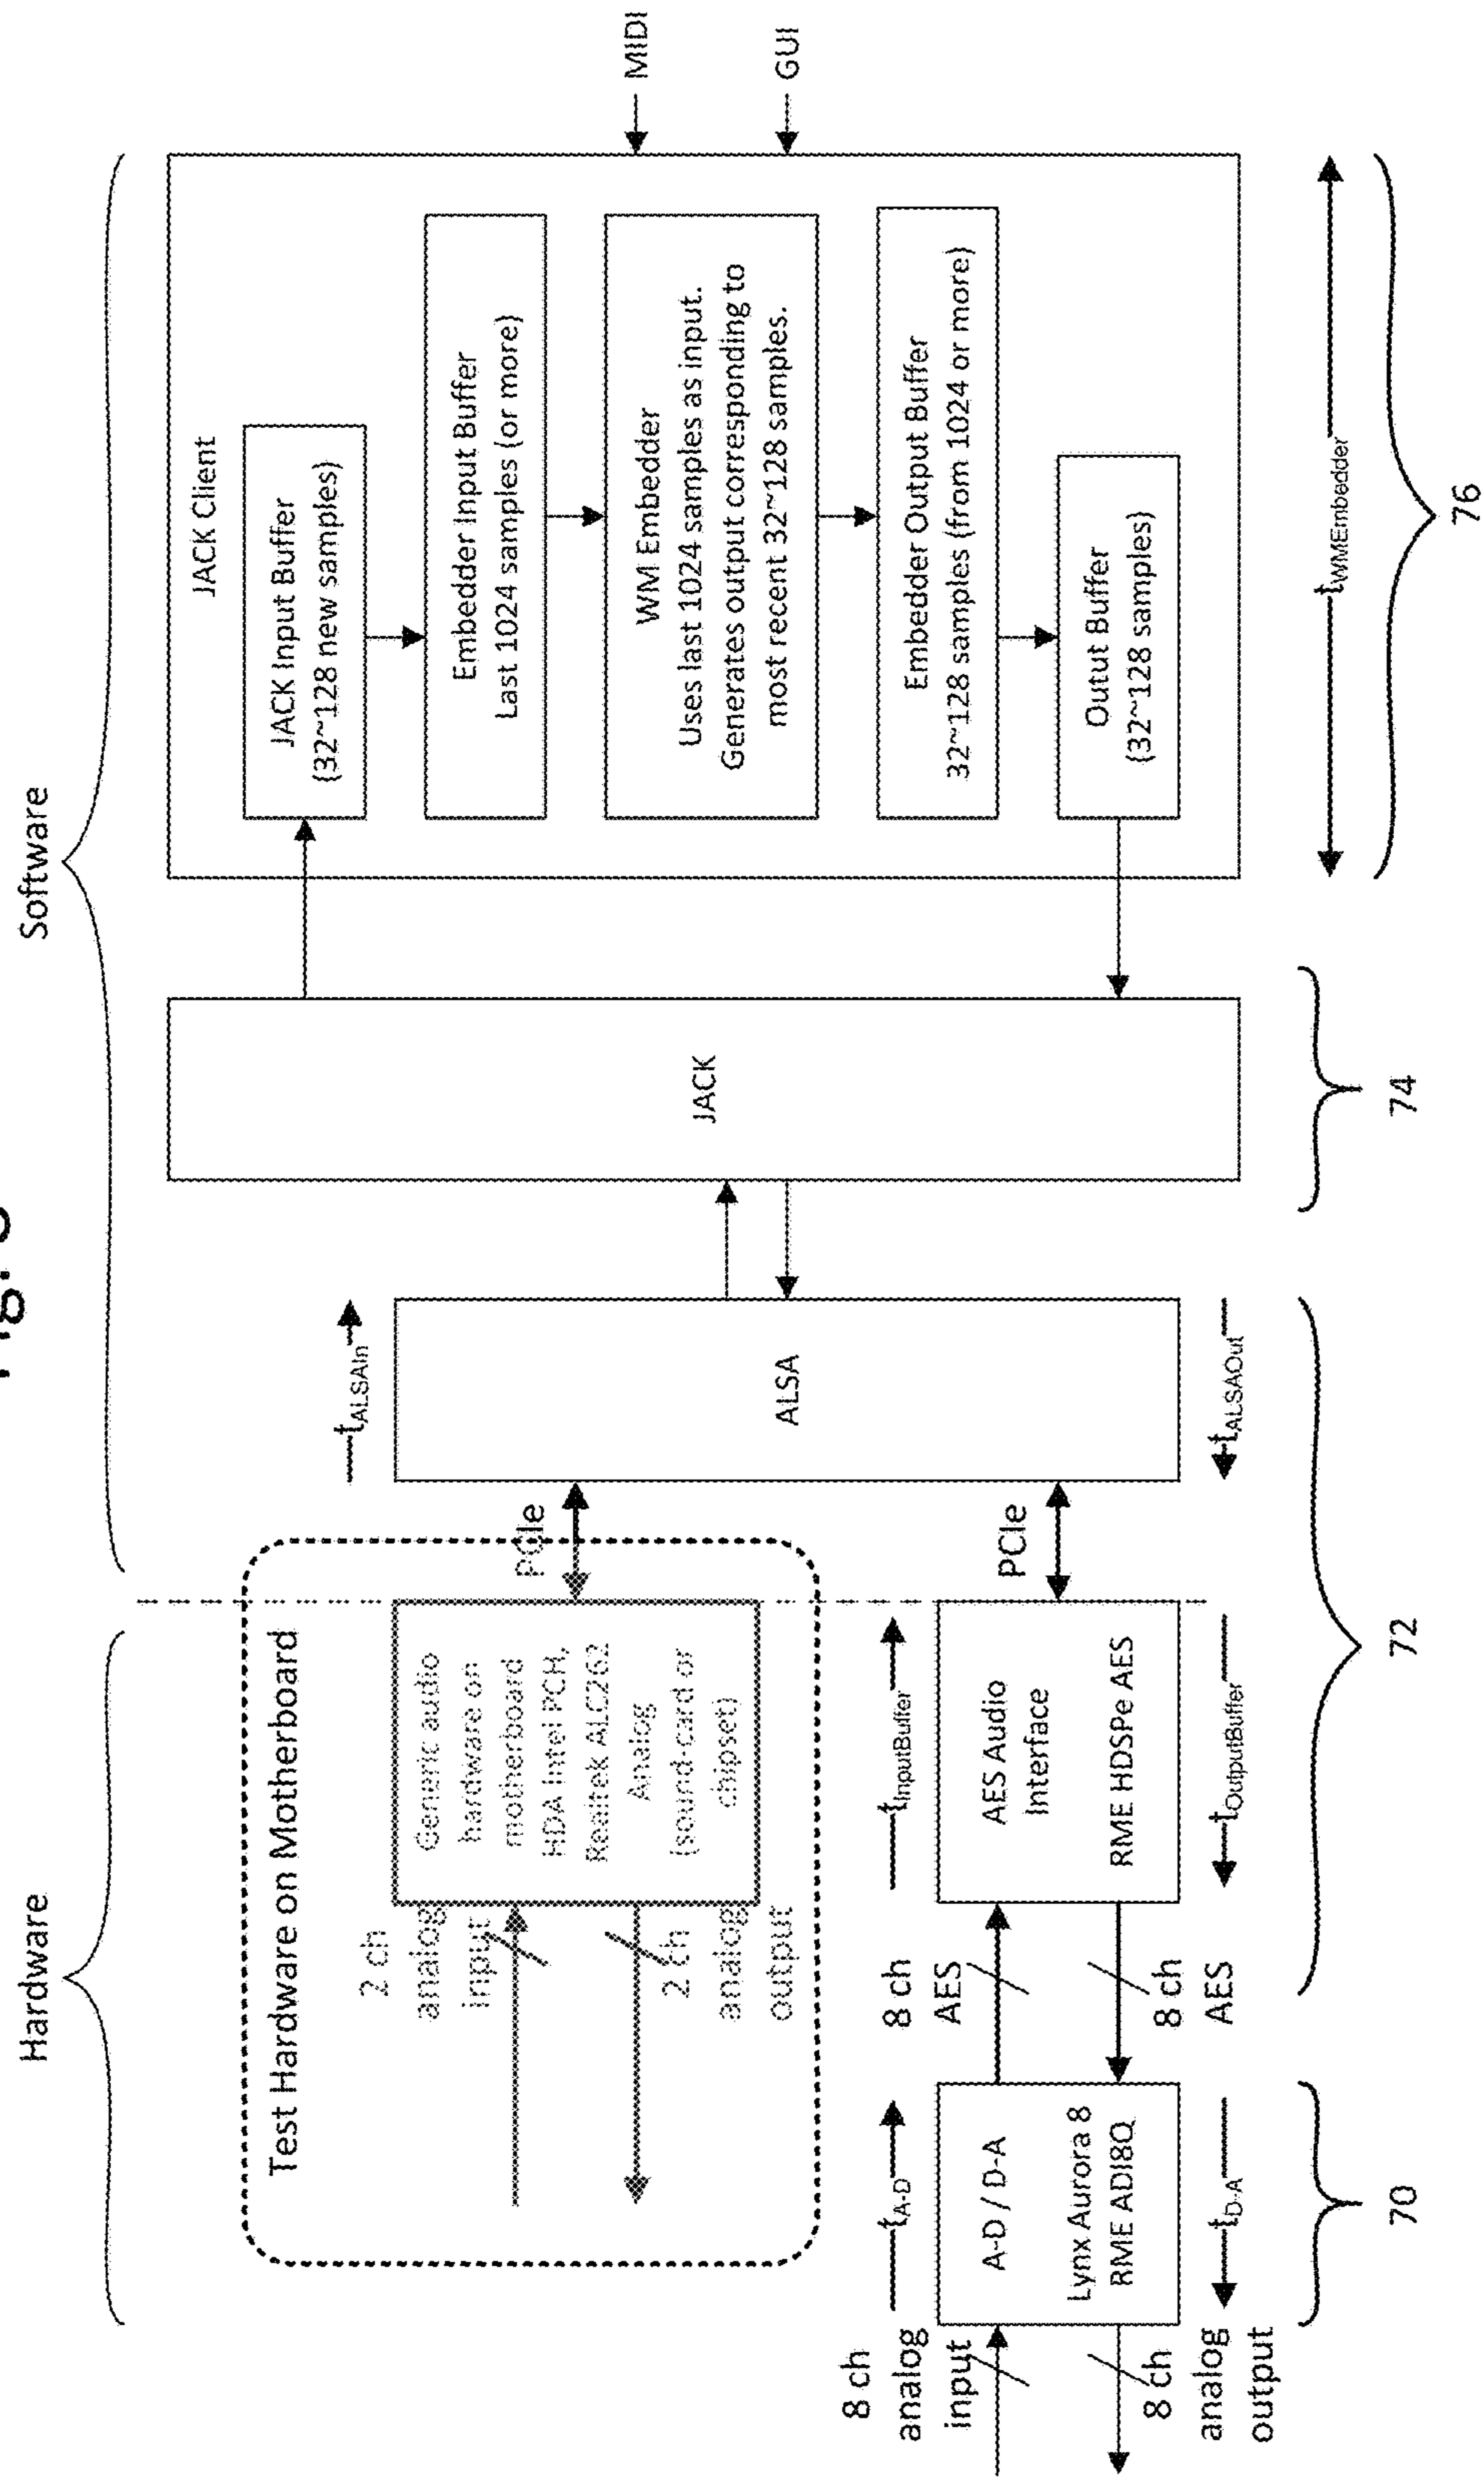 Hardware
Software
Test Hardware on Motherboard
2 ch
analog
input
2 ch
analog
output
Generic audio
hardware on
motherboard
HDA Intel PCH,
Realtek ALC262
Analog
(sound-card or
chipset)
PCIe
8 ch
analog
input
8 ch
analog
output
tA-D
A-D / D-A
Lynx Aurora 8
RME ADI8Q
tD-A
8 ch
AES
8 ch
AES
tInputBuffer
AES Audio
Interface
RME HDSPe AES
tOutputBuffer
PCIe
tALSAIn
ALSA
tALSAOut
JACK
JACK Client
JACK Input Buffer
(32~128 new samples)
Embedder Input Buffer
Last 1024 samples (or more)
WM Embedder
Uses last 1024 samples as input.
Generates output corresponding to
most recent 32~128 samples.
Embedder Output Buffer
32~128 samples (from 1024 or more)
Outut Buffer
(32~128 samples)
MIDI
GUI
tWMEmbedder
70
72
74
76